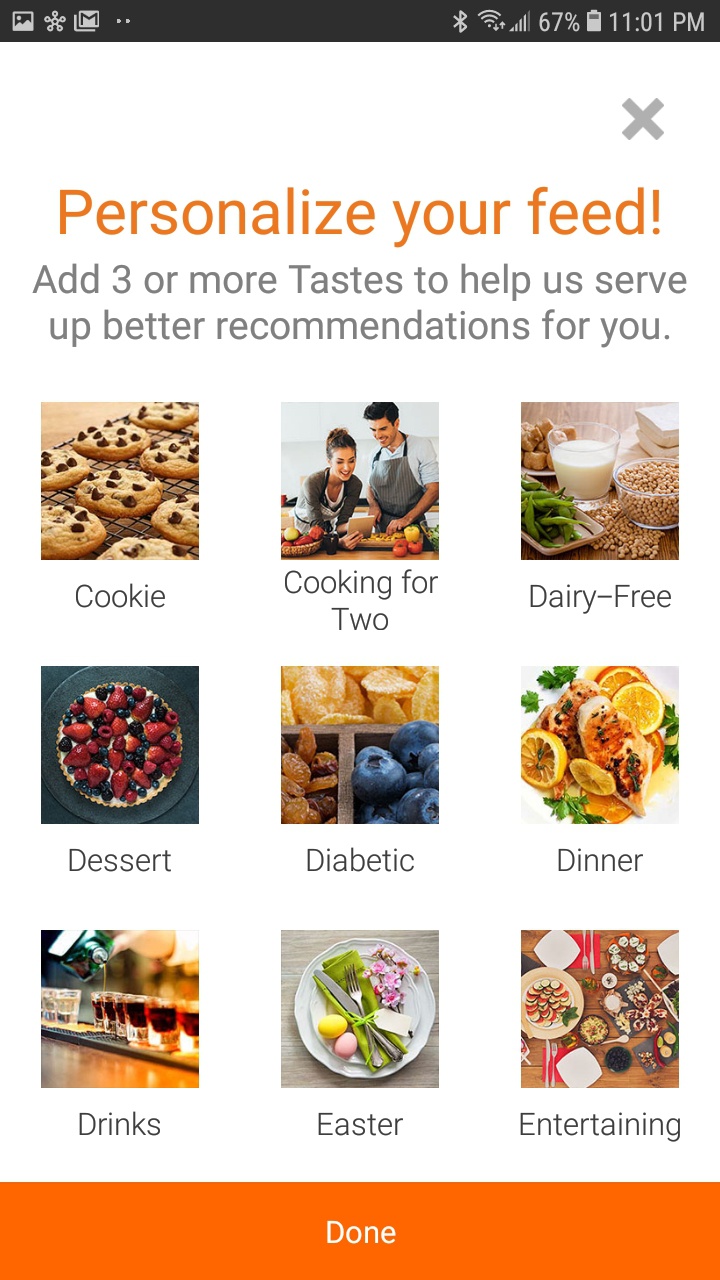 67% 11:01 PM
Personalize your feed!
Add 3 or more Tastes to help us serve
up better recommendations for you.
Cookie
Cooking for
Two
Dairy–Free
Dessert
Diabetic
Dinner
Drinks
Easter
Entertaining
Done